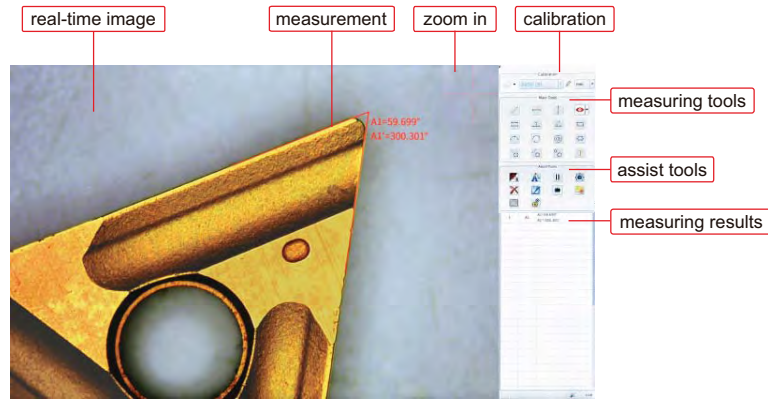 real-time image
measurement
zoom in
calibration
measuring tools
A1=59.699°
A1'=300.301°
assist tools
measuring results